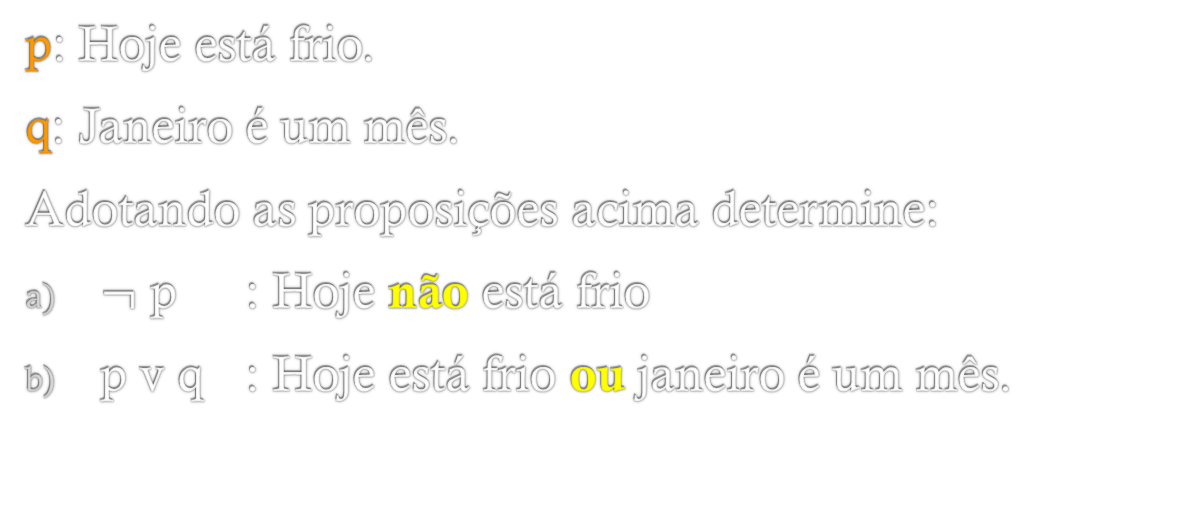 p: Hoje está frio.
q: Janeiro é um mês.
Adotando as proposições acima determine:
a) ¬ p : Hoje não está frio
b) p v q : Hoje está frio ou janeiro é um mês.